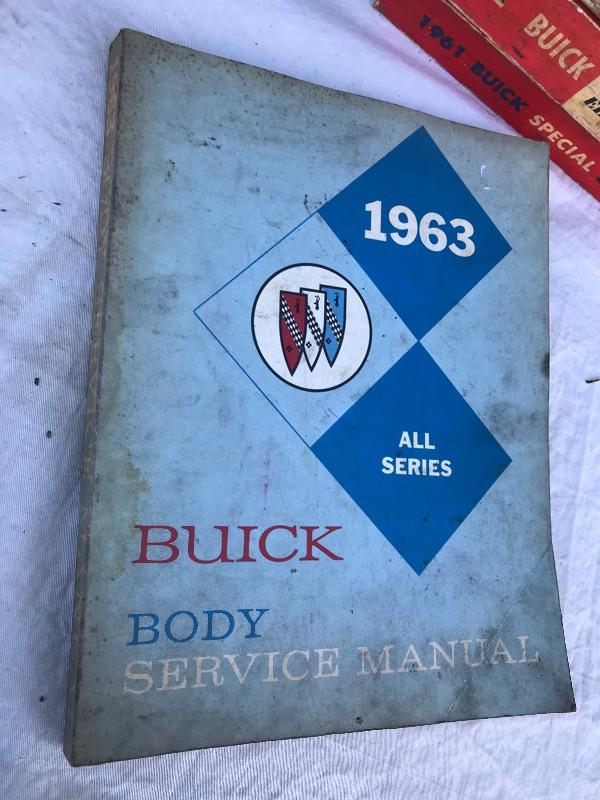 1963
ALL
SERIES
BUICK
BODY
SERVICE MANUAL
BUICK
1961 BUICK SPECIAL